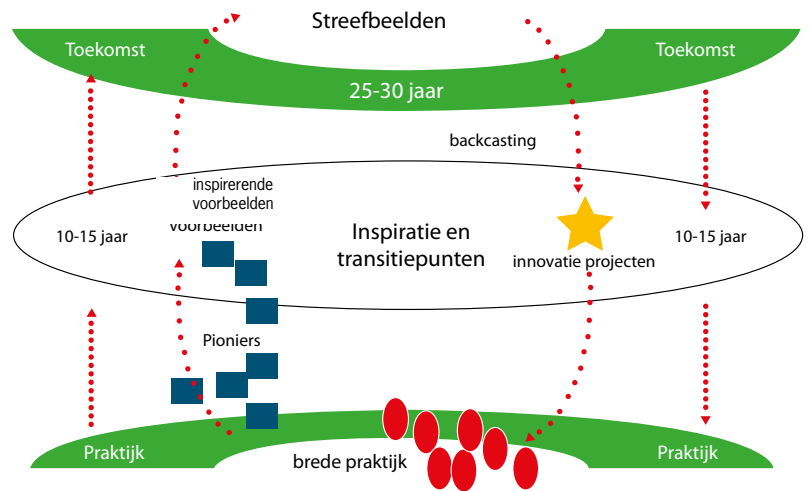 Streefbeelden
Toekomst
Toekomst
25-30 jaar
backcasting
inspirerende
voorbeelden
voorbeelden
10-15 jaar
Inspiratie en
transitiepunten
10-15 jaar
innovatie projecten
Pioniers
Praktijk
brede praktijk
Praktijk